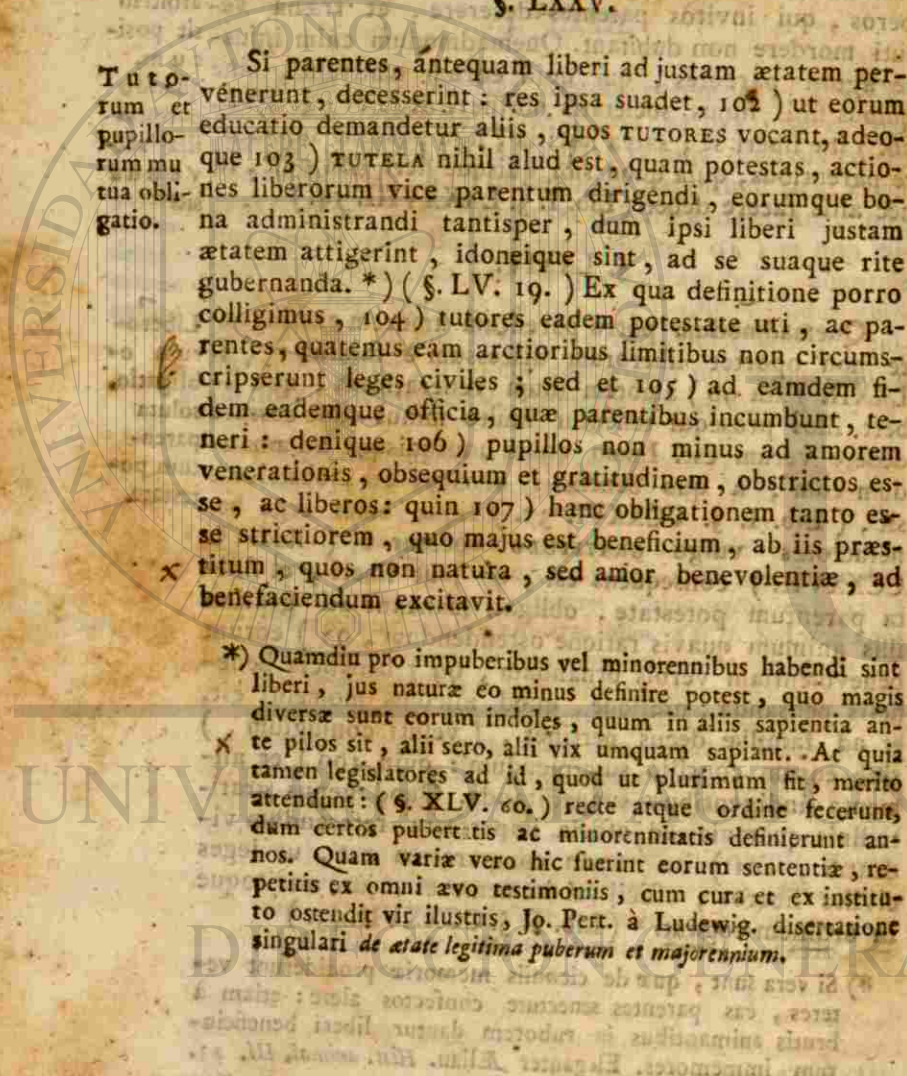 §. LXXV.
Tuto-
rum et
pupillo-
rum mu
tua obli-
gatio.
Si parentes, ántequam liberi ad justam ætatem per-
vénerunt, decesserint: res ipsa suadet, 102 ) ut eorum
educatio demandetur aliis, quos TUTORES vocant, adeo-
que 103 ) TUTELA nihil alud est, quam potestas, actio-
nes liberorum vice parentum dirigendi, eorumque bo-
na administrandi tantisper, dum ipsi liberi justam
ætatem attigerint, idoneique sint, ad se suaque rite
gubernanda. *) ( §. LV. 19. ) Ex qua definitione porro
colligimus, 104 ) tutores eadem potestate uti, ac pa-
rentes, quatenus eam arctioribus limitibus non circums-
cripserunt leges civiles; sed et 105 ) ad eamdem fi-
dem eademque officia, quæ parentibus incumbunt, te-
neri: denique 106 ) pupillos non minus ad amorem
venerationis, obsequium et gratitudinem, obstrictos es-
se, ac liberos: quin 107 ) hanc obligationem tanto es-
se strictiorem, quo majus est beneficium, ab iis præs-
titum, quos non natura, sed amor benevolentiæ, ad
benefaciendum excitavit.
*) Quamdiu pro impuberibus vel minorennibus habendi sint
liberi, jus naturæ eo minus definire potest, quo magis
diversæ sunt eorum indoles, quum in aliis sapientia an-
te pilos sit, alii sero, alii vix umquam sapiant. At quia
tamen legislatores ad id, quod ut plurimum fit, merito
attendunt: ( §. XLV. 60. ) recte atque ordine fecerunt,
dum certos pubert tis ac minorennitatis definierunt an-
nos. Quam variæ vero hic fuerint eorum sententiæ, re-
petitis ex omni ævo testimoniis, cum cura et ex institu-
to ostendit vir ilustris, Jo. Pert. à Ludewig. disertatione
singulari de ætate legitima puberum et majorennium.